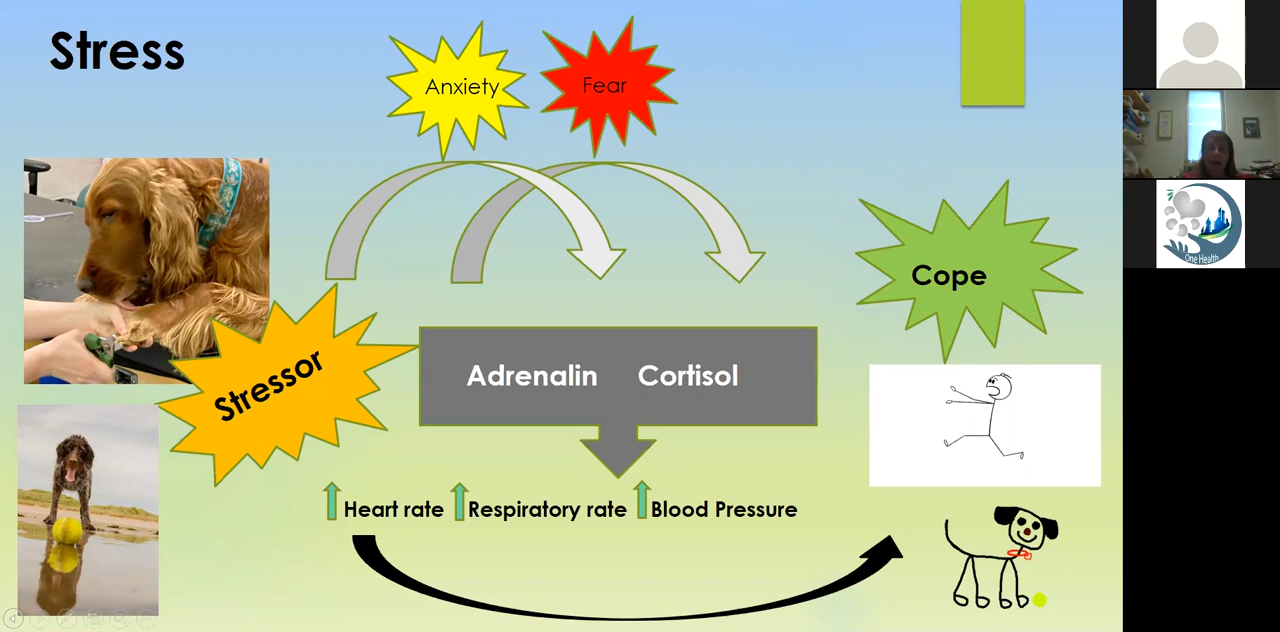 Stress
Anxiety
Fear
Stressor
Adrenalin Cortisol
Cope
Heart rate Respiratory rate Blood Pressure
One Health